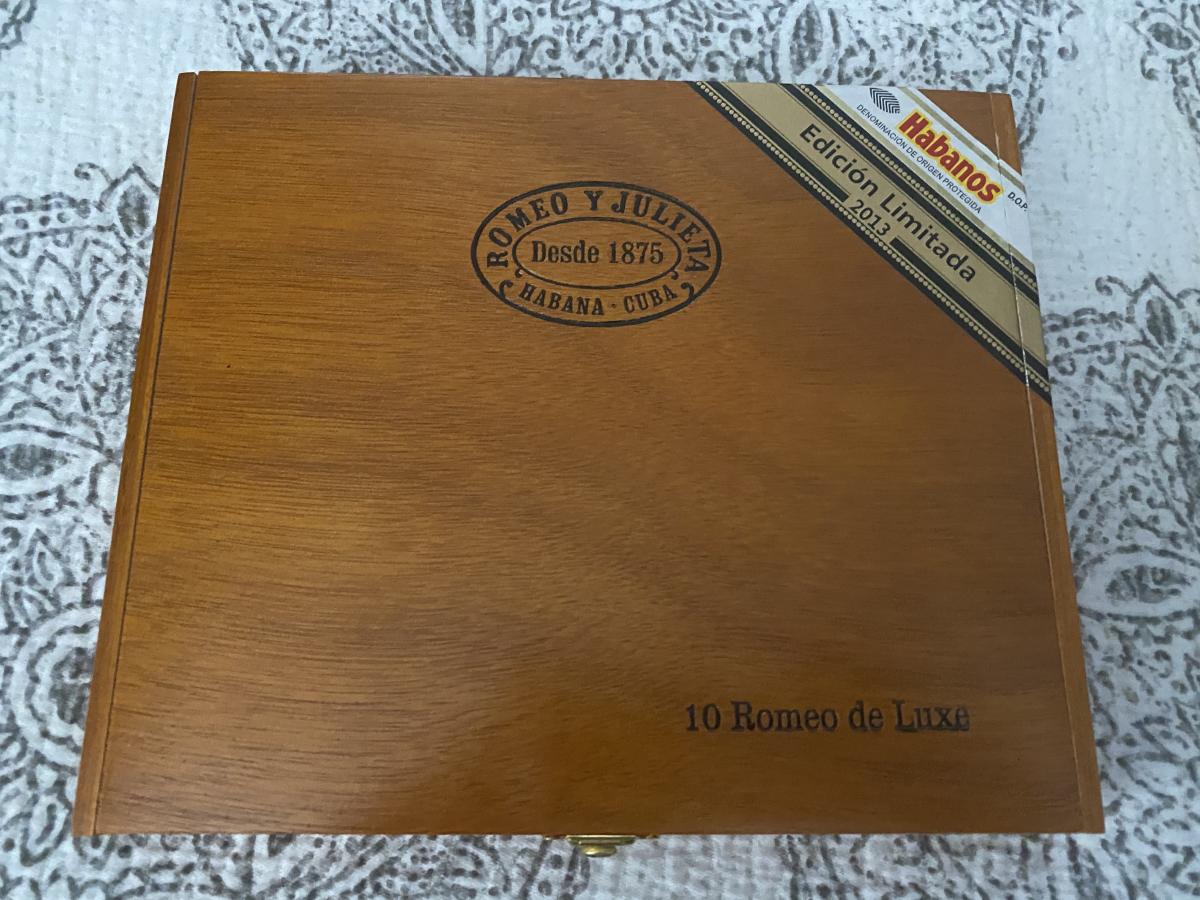 Habanos
DENOMINACIÓN DE ORIGEN PROTEGIDA
D.O.P.
Edición Limitada
2013
ROMEO Y JULIETA
Desde 1875
HABANA · CUBA
10 Romeo de Luxe